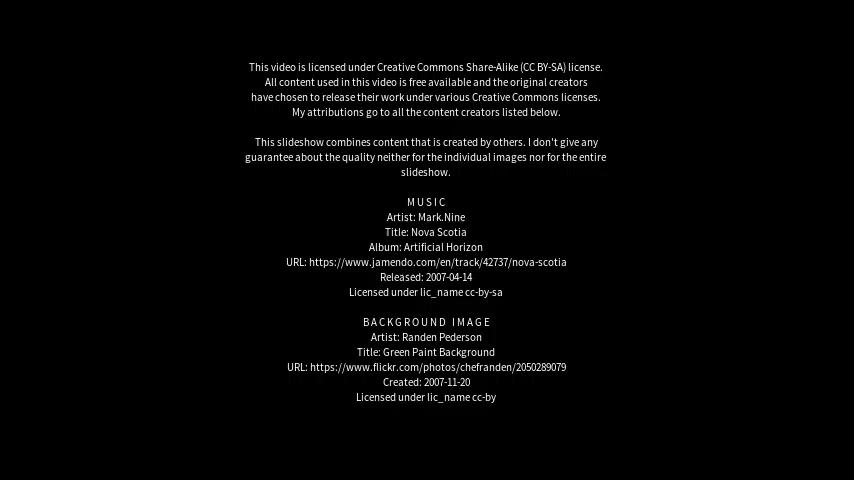 This video is licensed under Creative Commons Share-Alike (CC BY-SA) license.
All content used in this video is free available and the original creators
have chosen to release their work under various Creative Commons licenses.
My attributions go to all the content creators listed below.
This slideshow combines content that is created by others. I don't give any
guarantee about the quality neither for the individual images nor for the entire
slideshow.
MUSIC
Artist: Mark.Nine
Title: Nova Scotia
Album: Artificial Horizon
URL: https://www.jamendo.com/en/track/42737/nova-scotia
Released: 2007-04-14
Licensed under lic_name cc-by-sa
BACKGROUND IMAGE
Artist: Randen Pederson
Title: Green Paint Background
URL: https://www.flickr.com/photos/chefranden/2050289079
Created: 2007-11-20
Licensed under lic_name cc-by